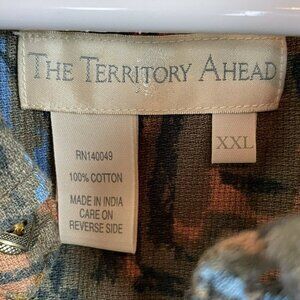 THE TERRITORY AHEAD
XXL
RN140049
100% COTTON
MADE IN INDIA
CARE ON
REVERSE SIDE